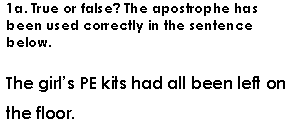 1a. True or false? The apostrophe has
been used correctly in the sentence
below.
The girl's PE kits had all been left on
the floor.